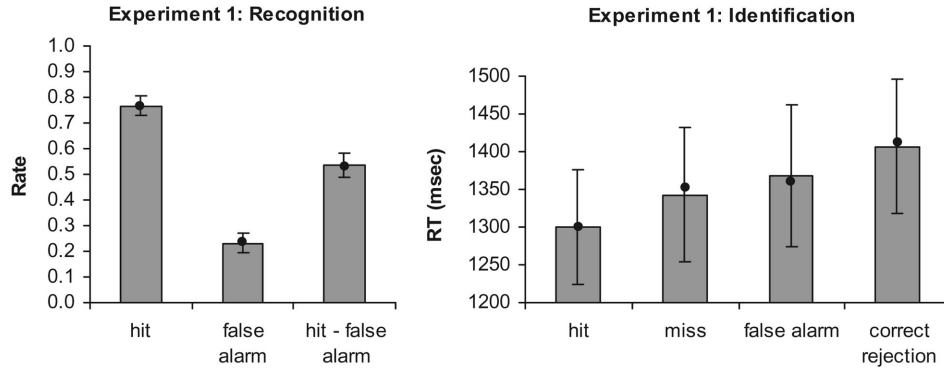 Experiment 1: Recognition
1.0
0.9
0.8
0.7
0.6
0.5
0.4
0.3
0.2
0.1
0.0
Rate
hit
false
alarm
hit - false
alarm
Experiment 1: Identification
1500
1450
1400
1350
1300
1250
1200
RT (msec)
hit
miss
false alarm
correct
rejection